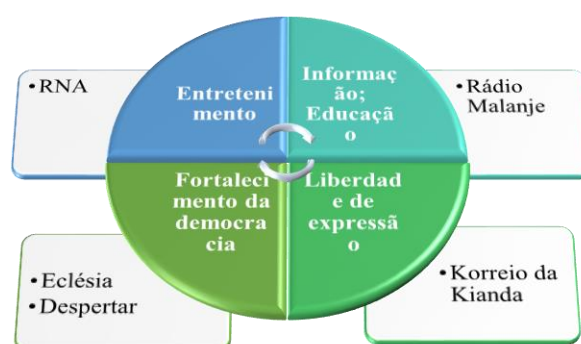 •RNA
Entreteni
mento
Informaç
ão;
Educaçã
o
•Rádio
Malanje
Fortaleci
mento da
democra
cia
Liberdad
e de
expressã
o
•Eclésia
•Despertar
•Korreio da
Kianda